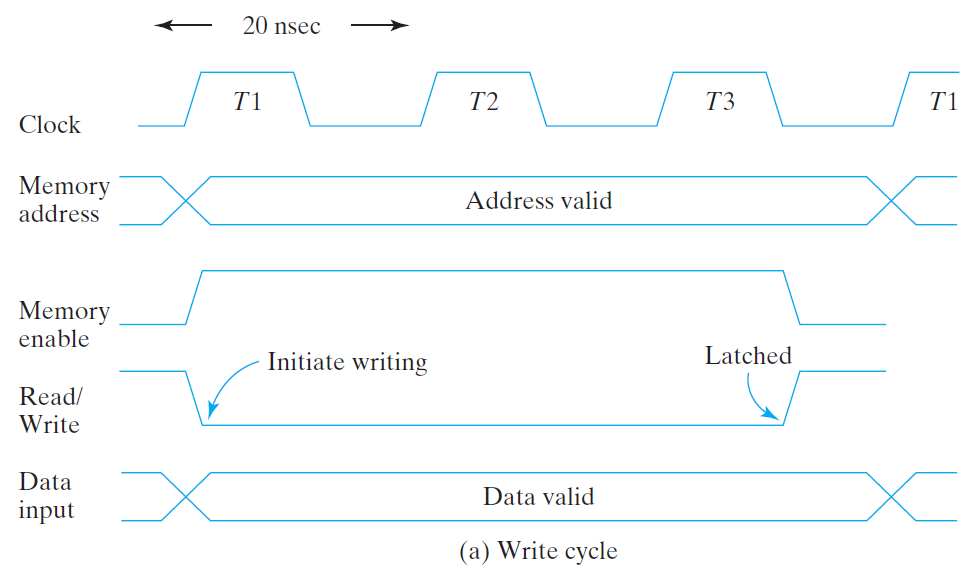 20 nsec
T1
T2
T3
T1
Clock
Memory
address
Address valid
Memory
enable
Initiate writing
Latched
Read/
Write
Data
input
Data valid
(a) Write cycle